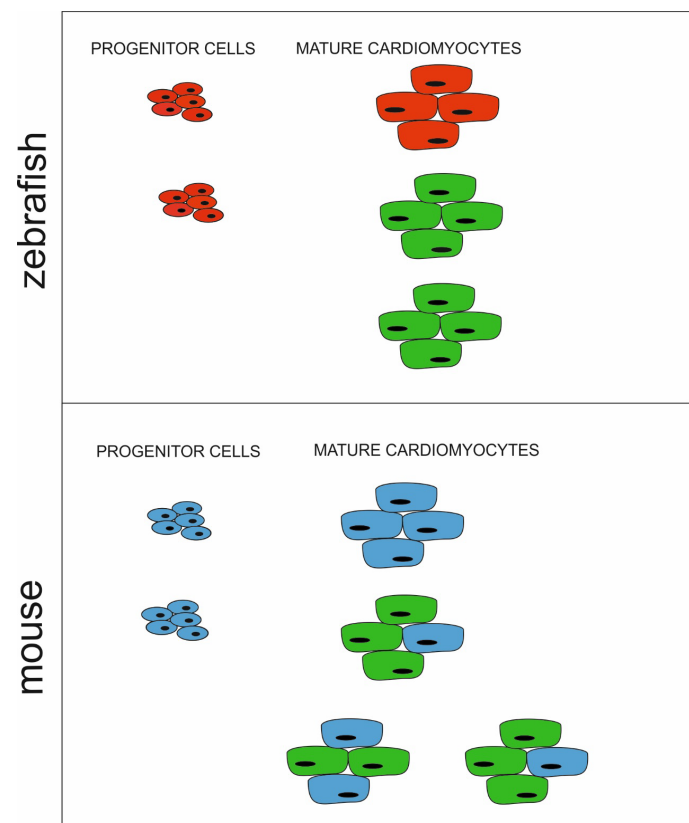 zebrafish
PROGENITOR CELLS
MATURE CARDIOMYOCYTES
mouse
PROGENITOR CELLS
MATURE CARDIOMYOCYTES